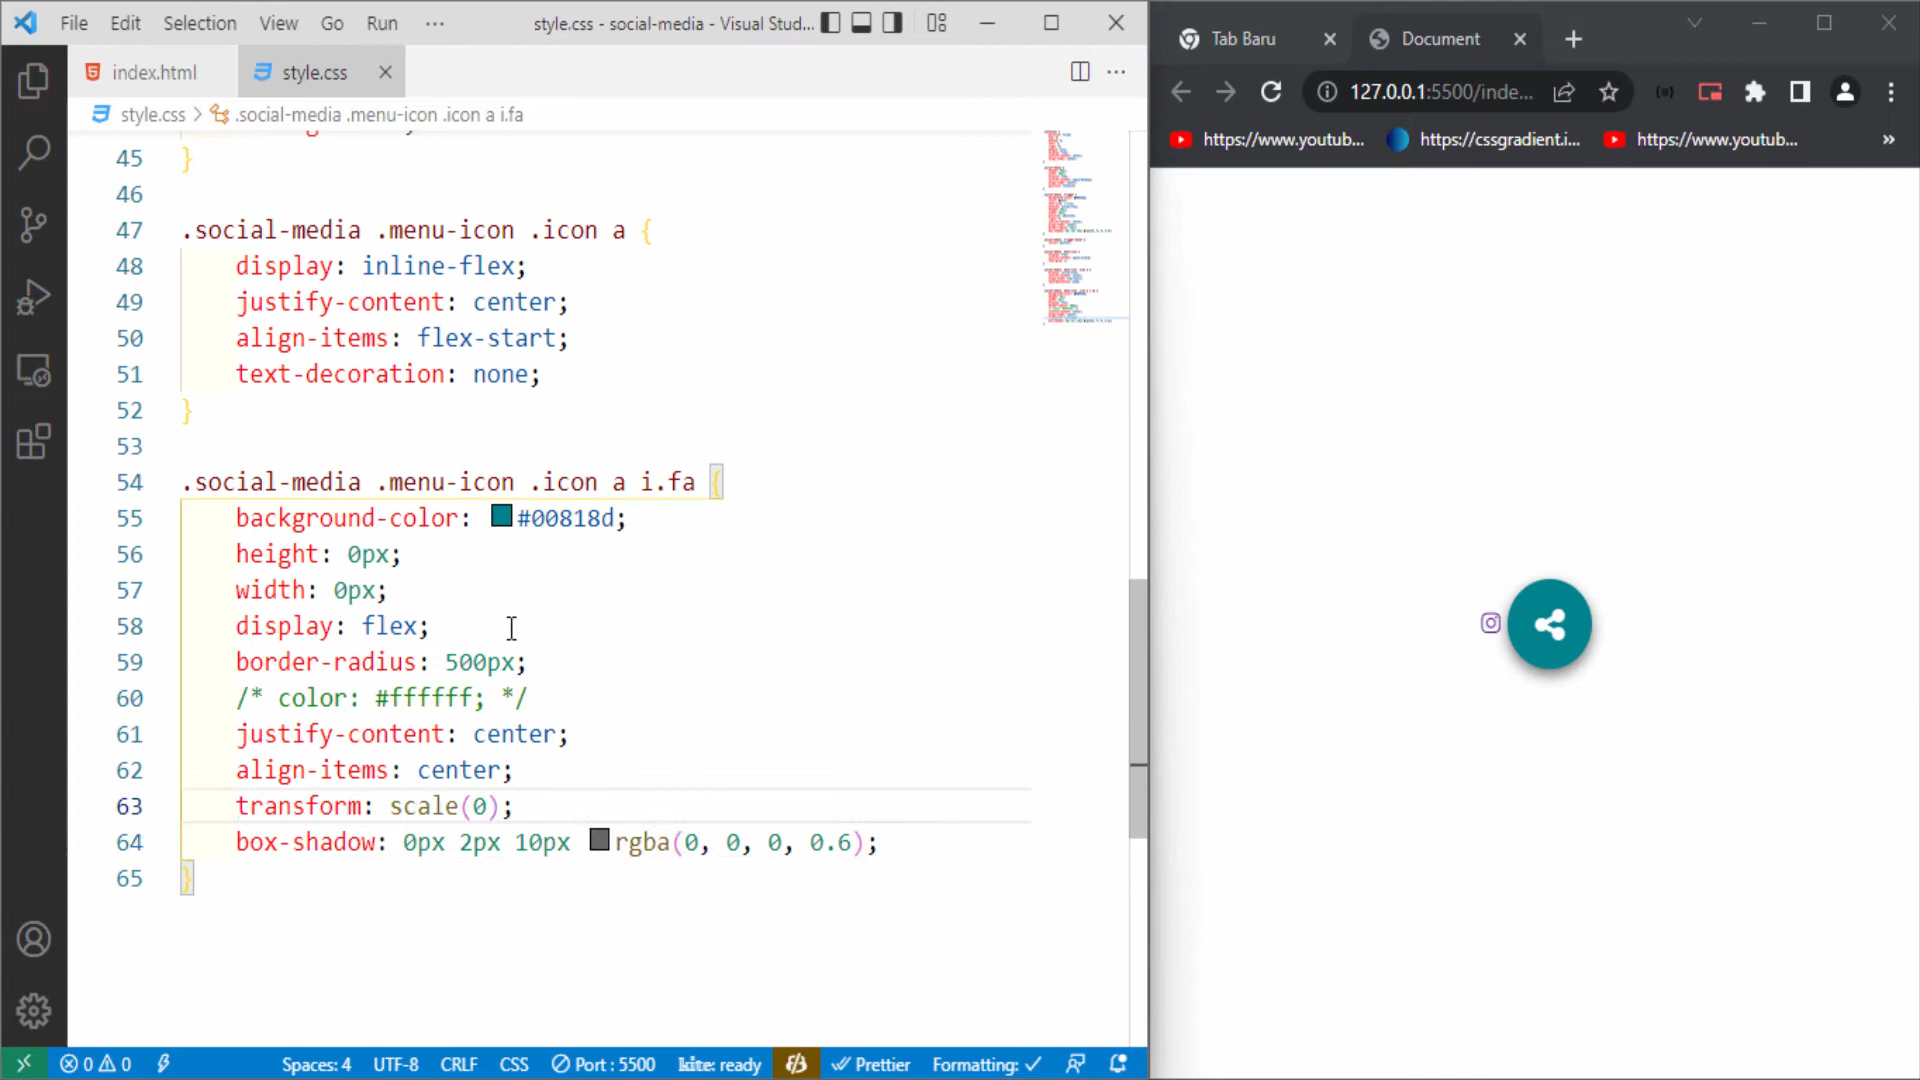 File Edit Selection View Go Run ··· style.css - social-media - Visual Stud...
index.html style.css
style.css > .social-media .menu-icon .icon a i.fa
45 }
46
47 .social-media .menu-icon .icon a {
48 display: inline-flex;
49 justify-content: center;
50 align-items: flex-start;
51 text-decoration: none;
52 }
53
54 .social-media .menu-icon .icon a i.fa {
55 background-color: #00818d;
56 height: 0px;
57 width: 0px;
58 display: flex;
59 border-radius: 500px;
60 /* color: #ffffff; */
61 justify-content: center;
62 align-items: center;
63 transform: scale(0);
64 box-shadow: 0px 2px 10px rgba(0, 0, 0, 0.6);
65 }
0 0 Spaces: 4 UTF-8 CRLF CSS Port : 5500 kite: ready Prettier Formatting: ✓
Tab Baru Document
127.0.0.1:5500/inde...
https://www.youtub... https://cssgradient.i... https://www.youtub... »